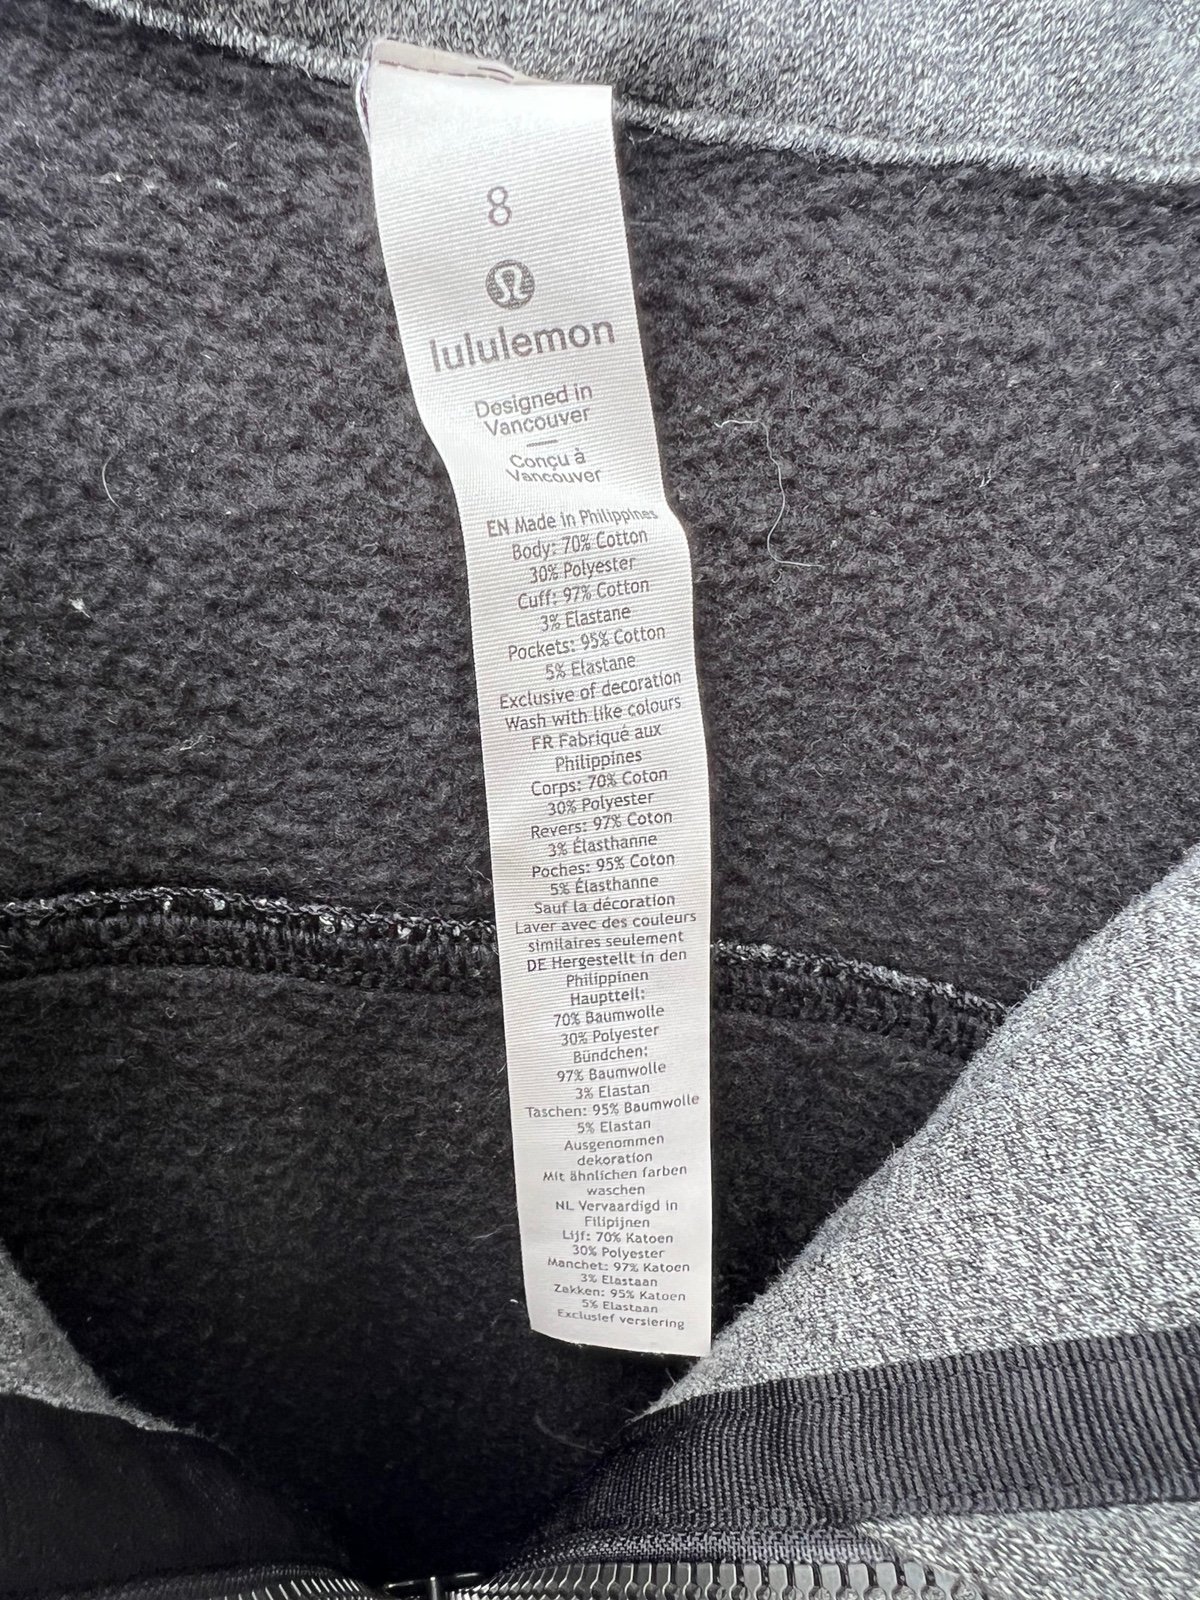 8
lululemon
Designed in
Vancouver
Conçu à
Vancouver
EN Made in Philippines
Body: 70% Cotton
30% Polyester
Cuff: 97% Cotton
3% Elastane
Pockets: 95% Cotton
5% Elastane
Exclusive of decoration
Wash with like colours
FR Fabriqué aux
Philippines
Corps: 70% Coton
30% Polyester
Revers: 97% Coton
3% Élasthanne
Poches: 95% Coton
5% Élasthanne
Sauf la décoration
Laver avec des couleurs
similaires seulement
DE Hergestellt in den
Philippinen
Hauptteil:
70% Baumwolle
30% Polyester
Bündchen:
97% Baumwolle
3% Elastan
Taschen: 95% Baumwolle
5% Elastan
Ausgenommen
dekoration
Mit ähnlichen farben
waschen
NL Vervaardigd in
Filipijnen
Lijf: 70% Katoen
30% Polyester
Manchet: 97% Katoen
3% Elastaan
Zakken: 95% Katoen
5% Elastaan
Exclusief versiering